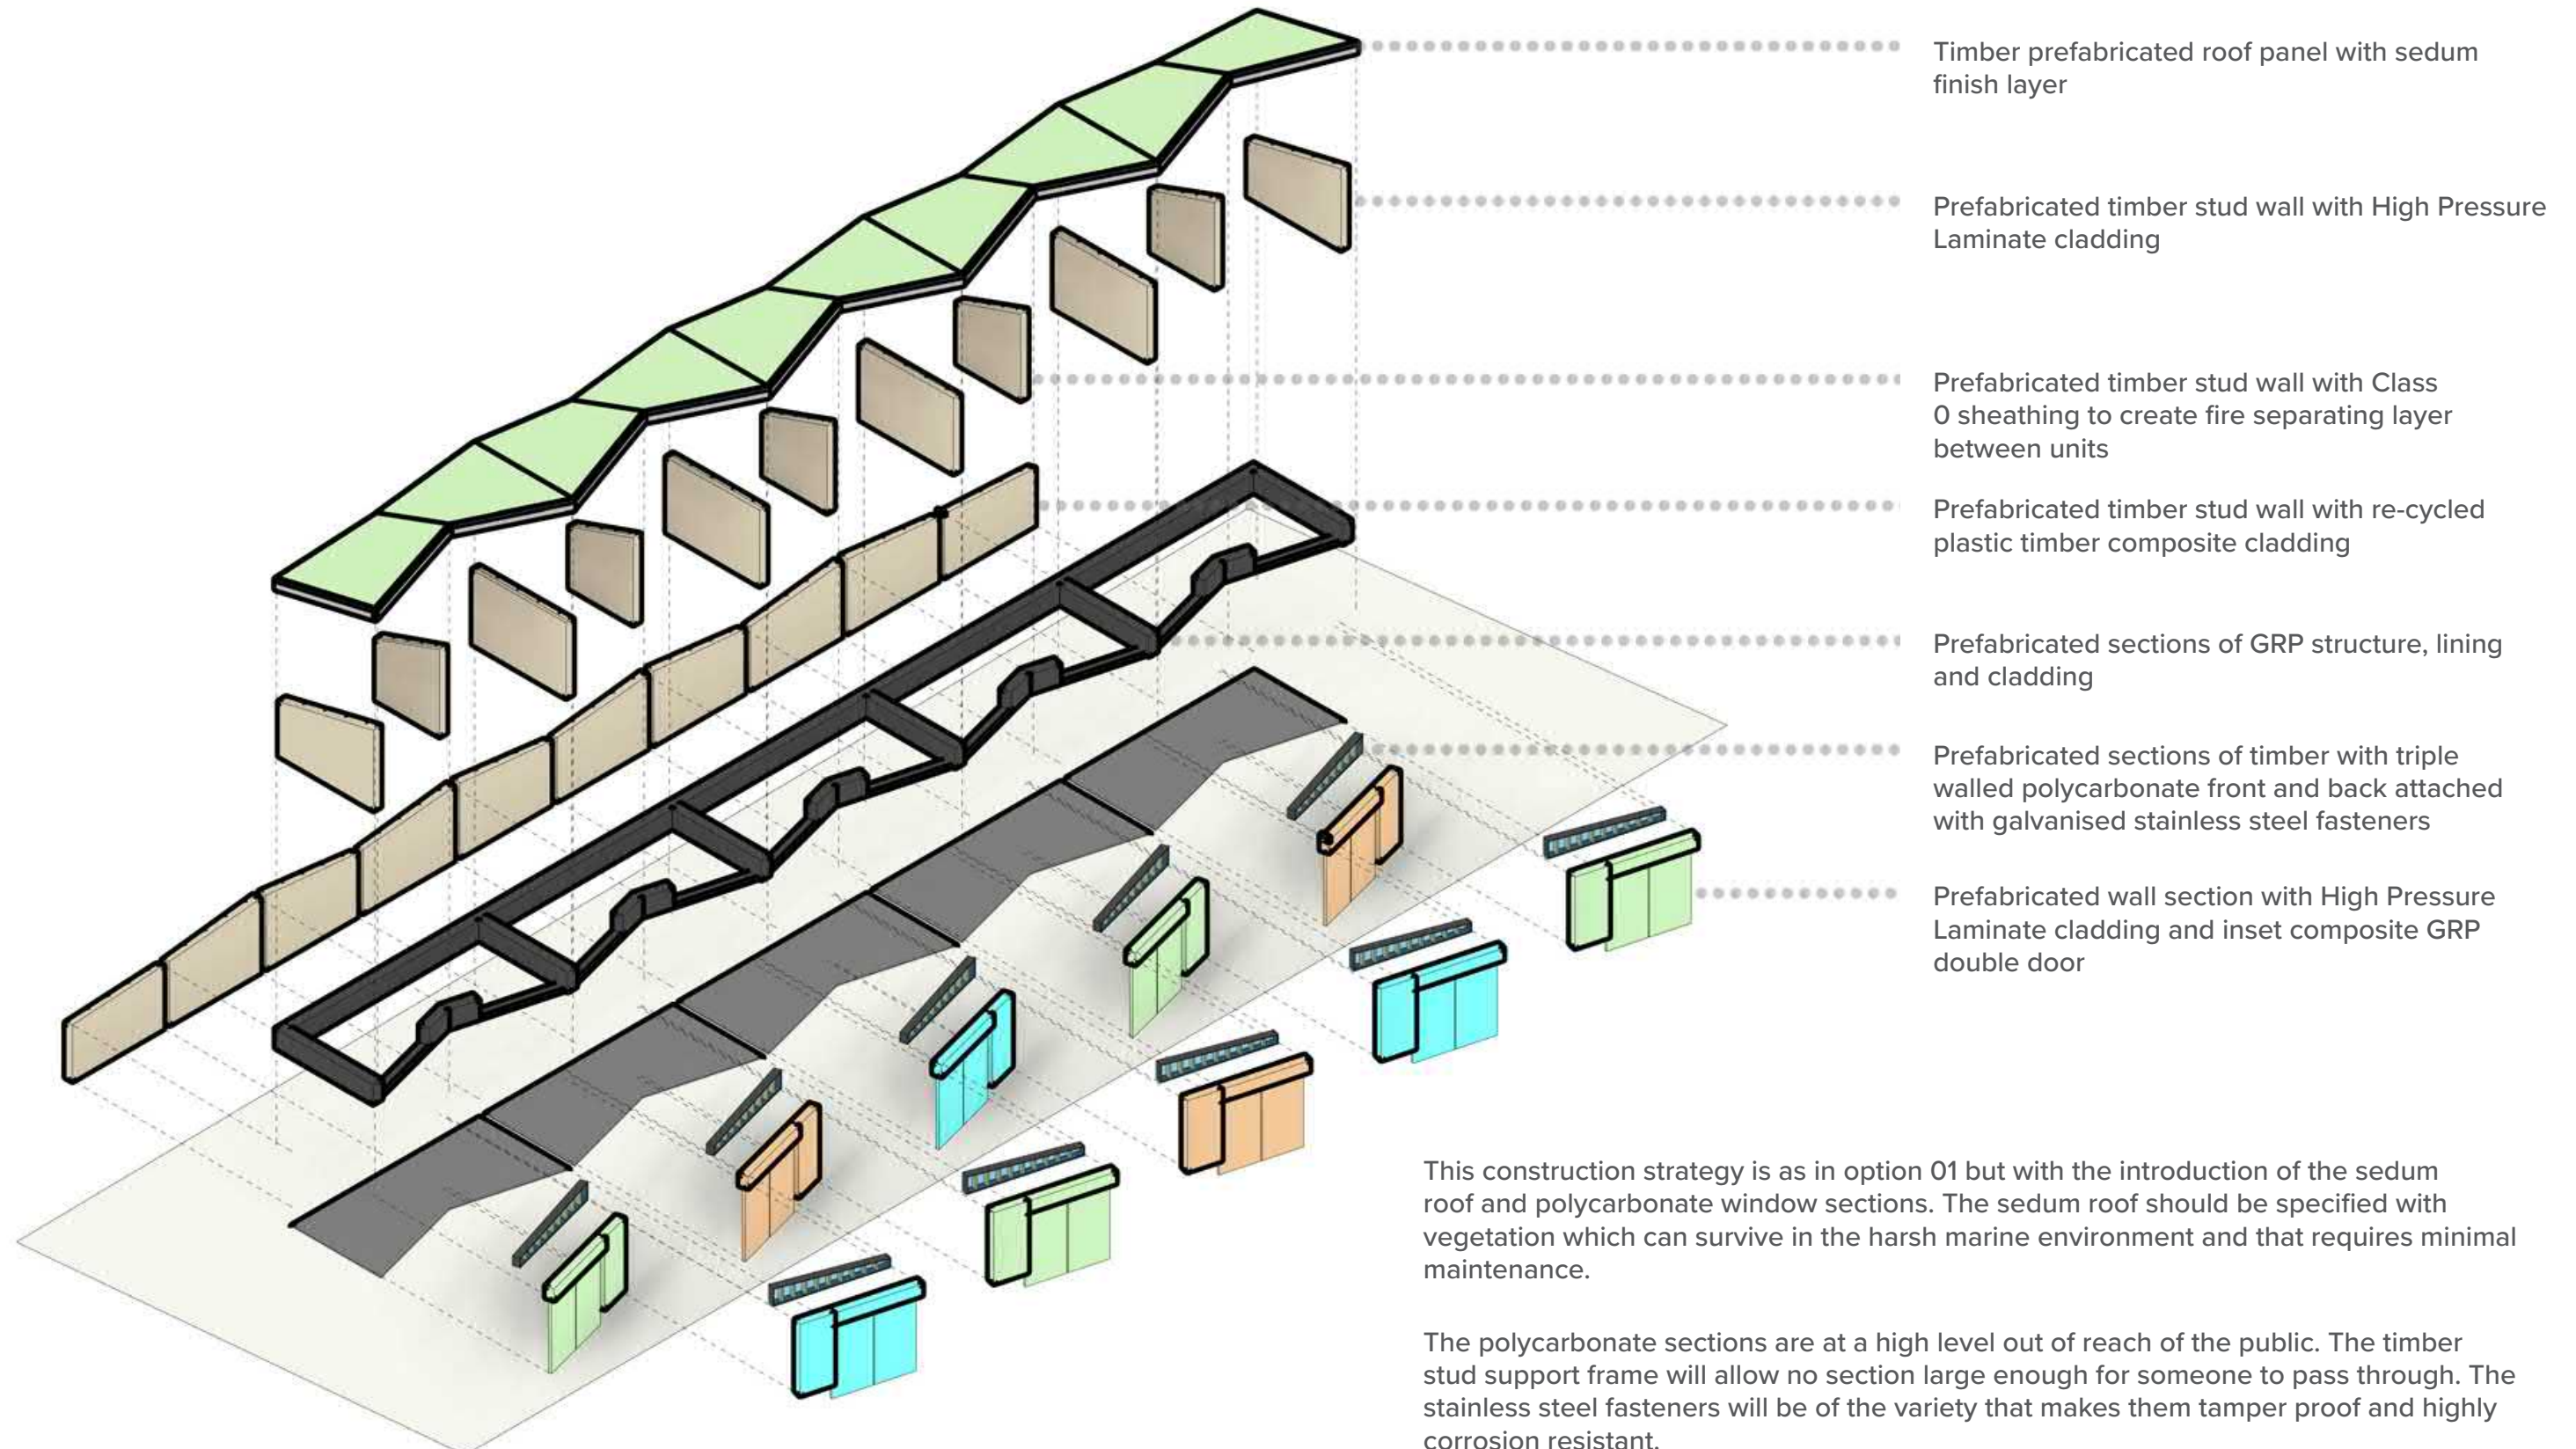 Timber prefabricated roof panel with sedum
finish layer
Prefabricated timber stud wall with High Pressure
Laminate cladding
Prefabricated timber stud wall with Class
0 sheathing to create fire separating layer
between units
Prefabricated timber stud wall with re-cycled
plastic timber composite cladding
Prefabricated sections of GRP structure, lining
and cladding
Prefabricated sections of timber with triple
walled polycarbonate front and back attached
with galvanised stainless steel fasteners
Prefabricated wall section with High Pressure
Laminate cladding and inset composite GRP
double door
This construction strategy is as in option 01 but with the introduction of the sedum
roof and polycarbonate window sections. The sedum roof should be specified with
vegetation which can survive in the harsh marine environment and that requires minimal
maintenance.
The polycarbonate sections are at a high level out of reach of the public. The timber
stud support frame will allow no section large enough for someone to pass through. The
stainless steel fasteners will be of the variety that makes them tamper proof and highly
corrosion resistant.